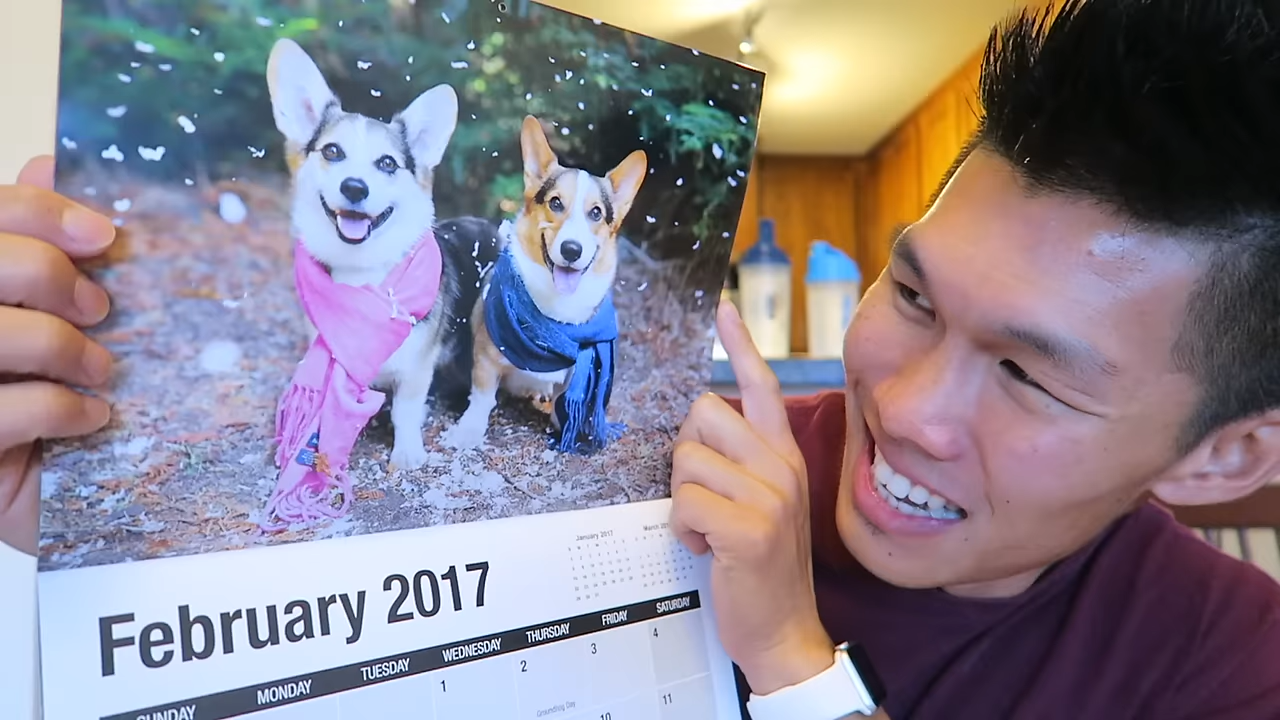 January 2017
March
February 2017
SUNDAY MONDAY TUESDAY WEDNESDAY THURSDAY FRIDAY SATURDAY
1 2 3 4
Groundhog Day
10 11